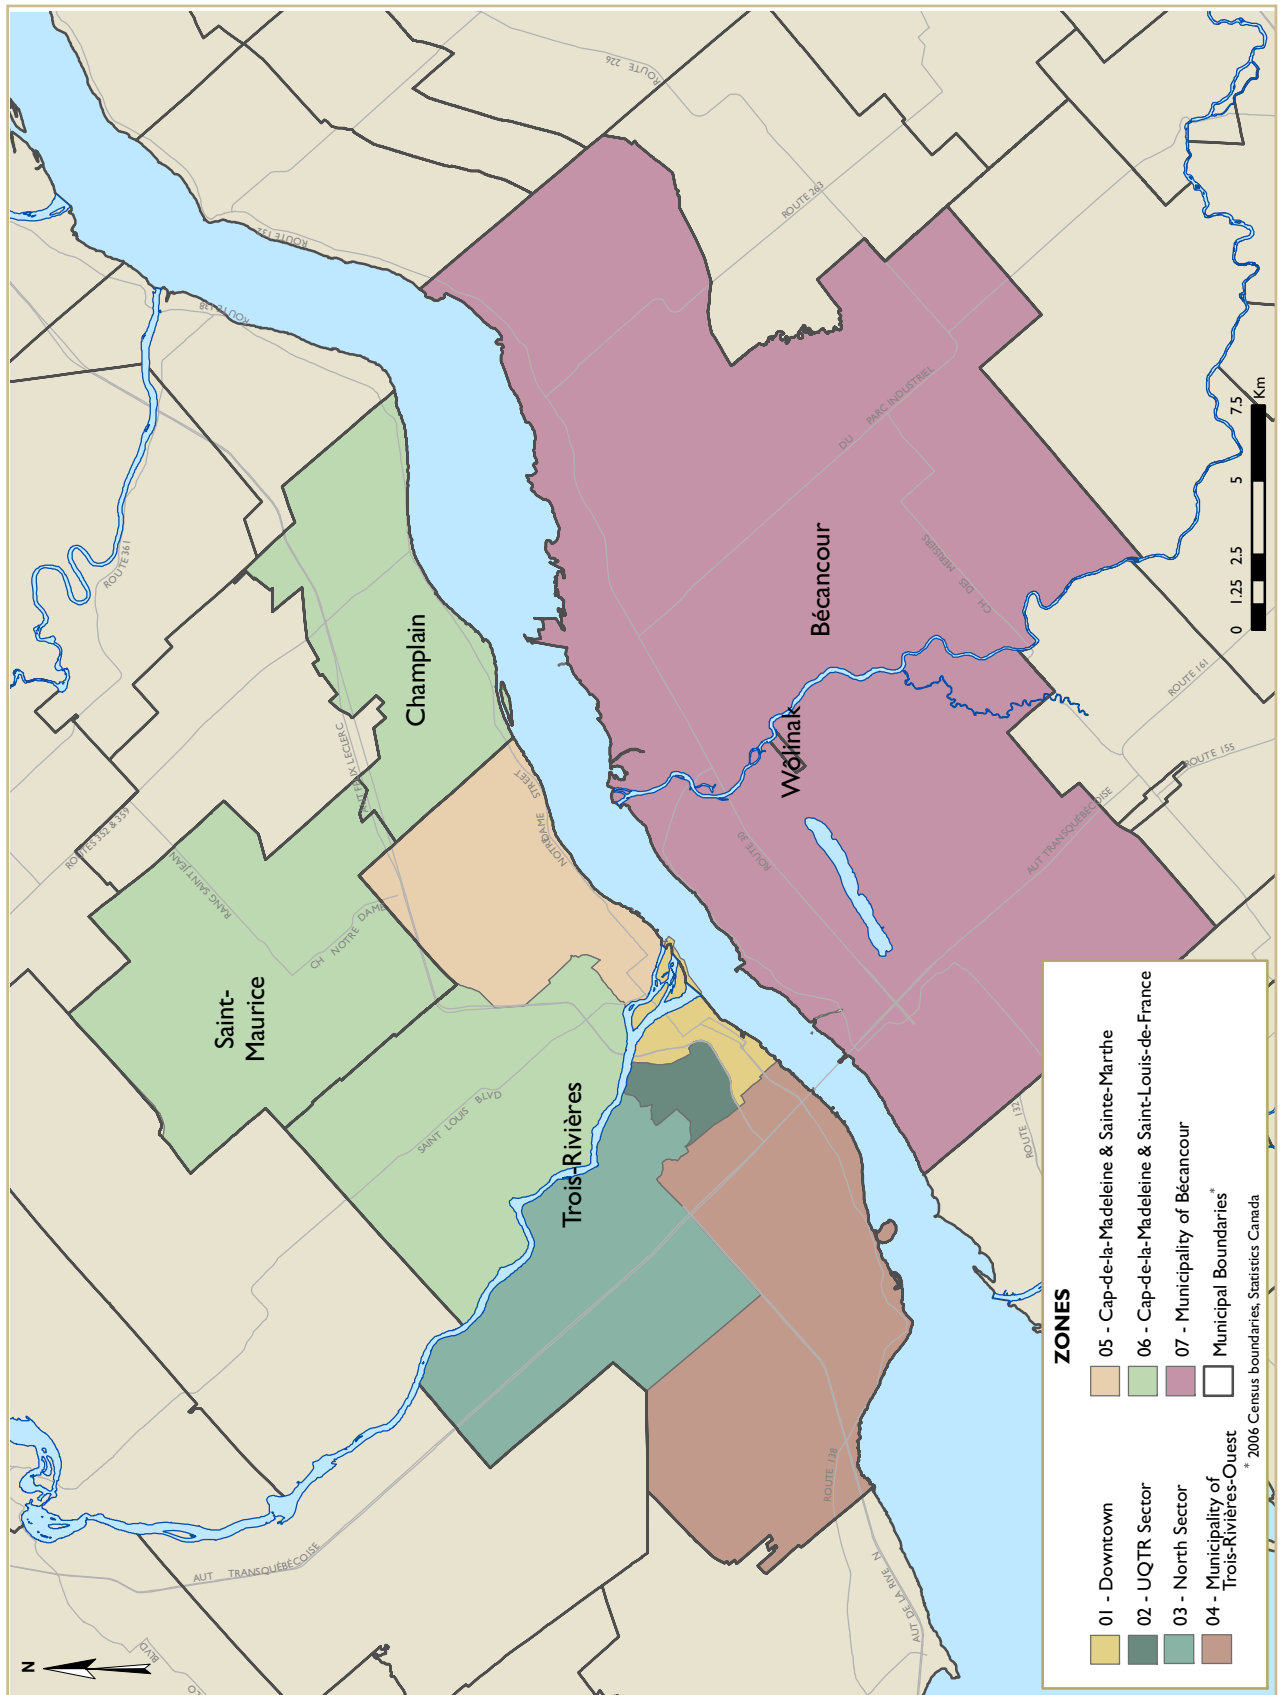 N
BLVD
AUT TRANSQUÉBÉCOISE
ROUTE 361
ROUTES 352 & 359
RANG SAINT JEAN
CH NOTRE DAME
Saint-
Maurice
SAINT LOUIS BLVD
Trois-Rivières
Champlain
NOTRE DAME STREET
ROUTE 138
ROUTE 132
ROUTE 226
ROUTE 263
DU PARC INDUSTRIEL
CH DES MERISIERS
Bécancour
Wôlinak
ROUTE 30
ROUTE 161
ROUTE 155
AUT TRANSQUÉBÉCOISE
ROUTE 132
ROUTE 138
AUT DE LA RIVE N
ZONES
01 - Downtown
02 - UQTR Sector
03 - North Sector
04 - Municipality of
Trois-Rivières-Ouest
05 - Cap-de-la-Madeleine & Sainte-Marthe
06 - Cap-de-la-Madeleine & Saint-Louis-de-France
07 - Municipality of Bécancour
Municipal Boundaries*
* 2006 Census boundaries, Statistics Canada
0 1.25 2.5 5 7.5
Km